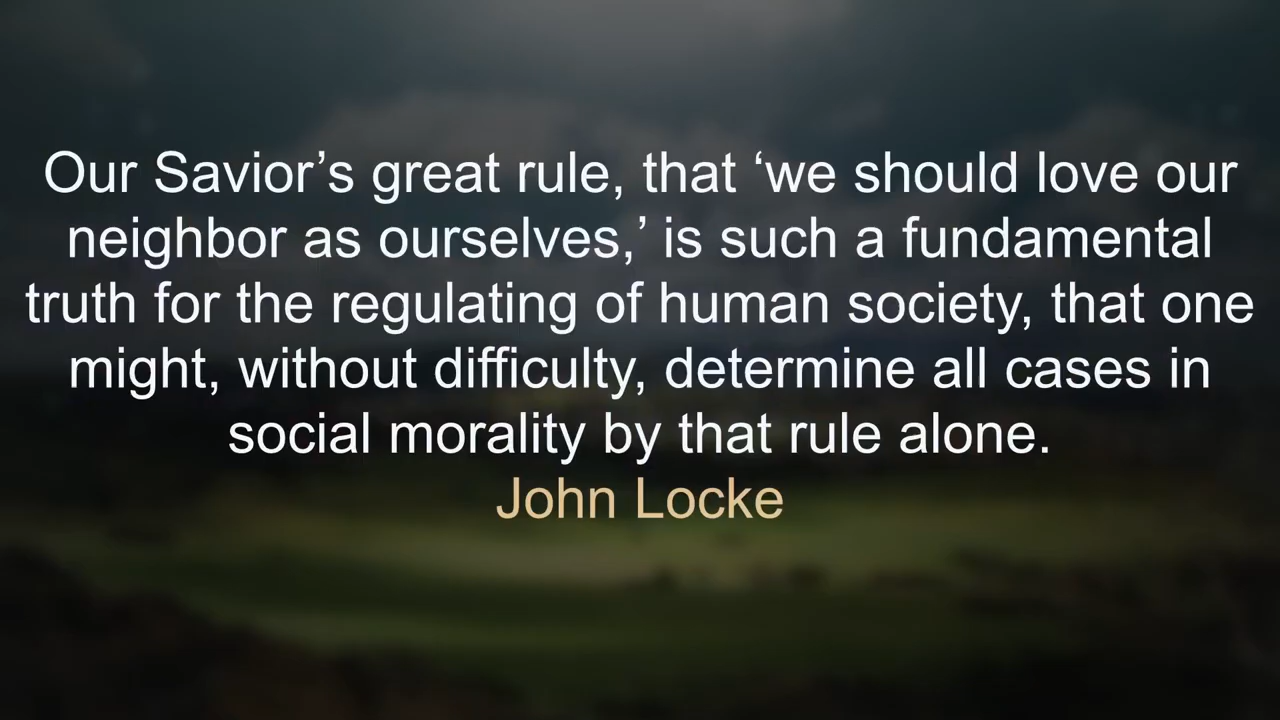 Our Savior’s great rule, that ‘we should love our
neighbor as ourselves,’ is such a fundamental
truth for the regulating of human society, that one
might, without difficulty, determine all cases in
social morality by that rule alone.
John Locke